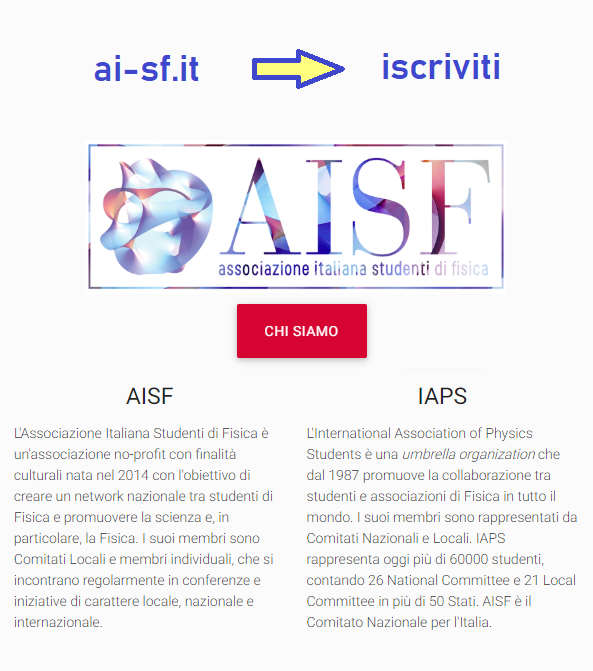 ai-sf.it
iscriviti
AISF
associazione italiana studenti di fisica
CHI SIAMO
AISF
L'Associazione Italiana Studenti di Fisica è
un'associazione no-profit con finalità
culturali nata nel 2014 con l'obiettivo di
creare un network nazionale tra studenti di
Fisica e promuovere la scienza e, in
particolare, la Fisica. I suoi membri sono
Comitati Locali e membri individuali, che si
incontrano regolarmente in conferenze e
iniziative di carattere locale, nazionale e
internazionale.
IAPS
L'International Association of Physics
Students è una umbrella organization che
dal 1987 promuove la collaborazione tra
studenti e associazioni di Fisica in tutto il
mondo. I suoi membri sono rappresentati da
Comitati Nazionali e Locali. IAPS
rappresenta oggi più di 60000 studenti,
contando 26 National Committee e 21 Local
Committee in più di 50 Stati. AISF è il
Comitato Nazionale per l'Italia.